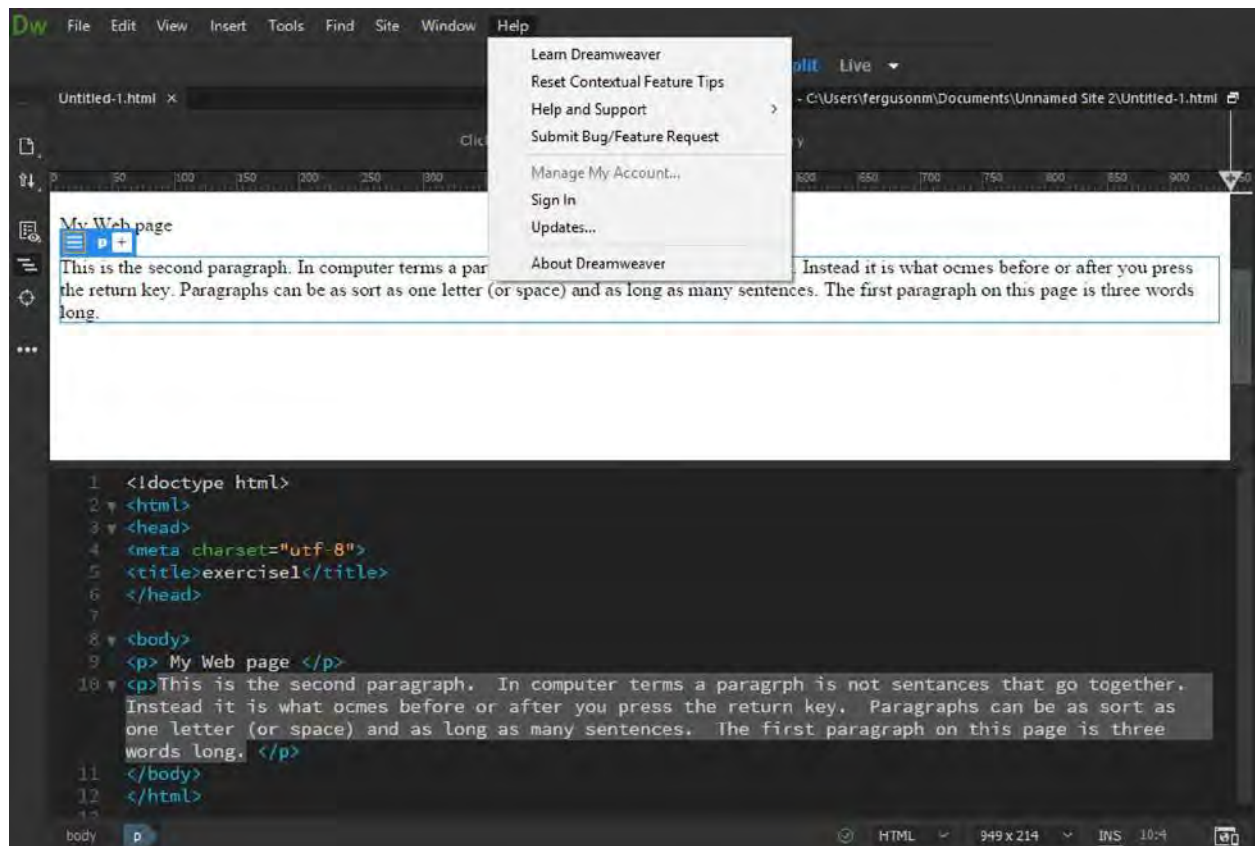 Dw File Edit View Insert Tools Find Site Window Help
Learn Dreamweaver
Reset Contextual Feature Tips
Help and Support >
Submit Bug/Feature Request
Manage My Account...
Sign In
Updates...
About Dreamweaver
Live
Untitled-1.html ×
- C:\Users\fergusonm\Documents\Unnamed Site 2\Untitled-1.html
0 50 100 150 200 250 300 600 650 700 750 800 850 900
My Web page
p +
This is the second paragraph. In computer terms a par Instead it is what ocmes before or after you press
the return key. Paragraphs can be as sort as one letter (or space) and as long as many sentences. The first paragraph on this page is three words
long.
1 <!doctype html>
2 <html>
3 <head>
4 <meta charset="utf-8">
5 <title>exercise1</title>
6 </head>
7
8 <body>
9 <p> My Web page </p>
10 <p>This is the second paragraph.  In computer terms a paragrph is not sentances that go together.
Instead it is what ocmes before or after you press the return key.  Paragraphs can be as sort as
one letter (or space) and as long as many sentences.  The first paragraph on this page is three
words long. </p>
11 </body>
12 </html>
body p HTML 949 x 214 INS 10:4